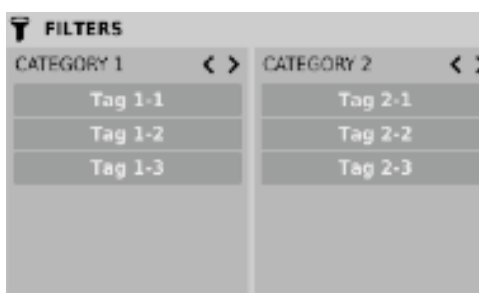 FILTERS
CATEGORY 1 < >
Tag 1-1
Tag 1-2
Tag 1-3
CATEGORY 2 <
Tag 2-1
Tag 2-2
Tag 2-3